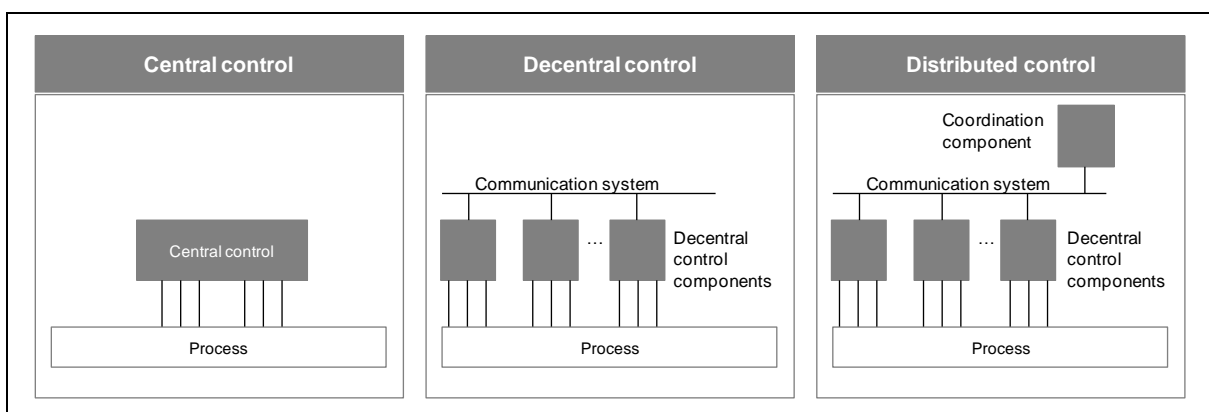 Central control
Central control
Process
Decentral control
Communication system
…
Decentral
control
components
Process
Distributed control
Coordination
component
Communication system
…
Decentral
control
components
Process